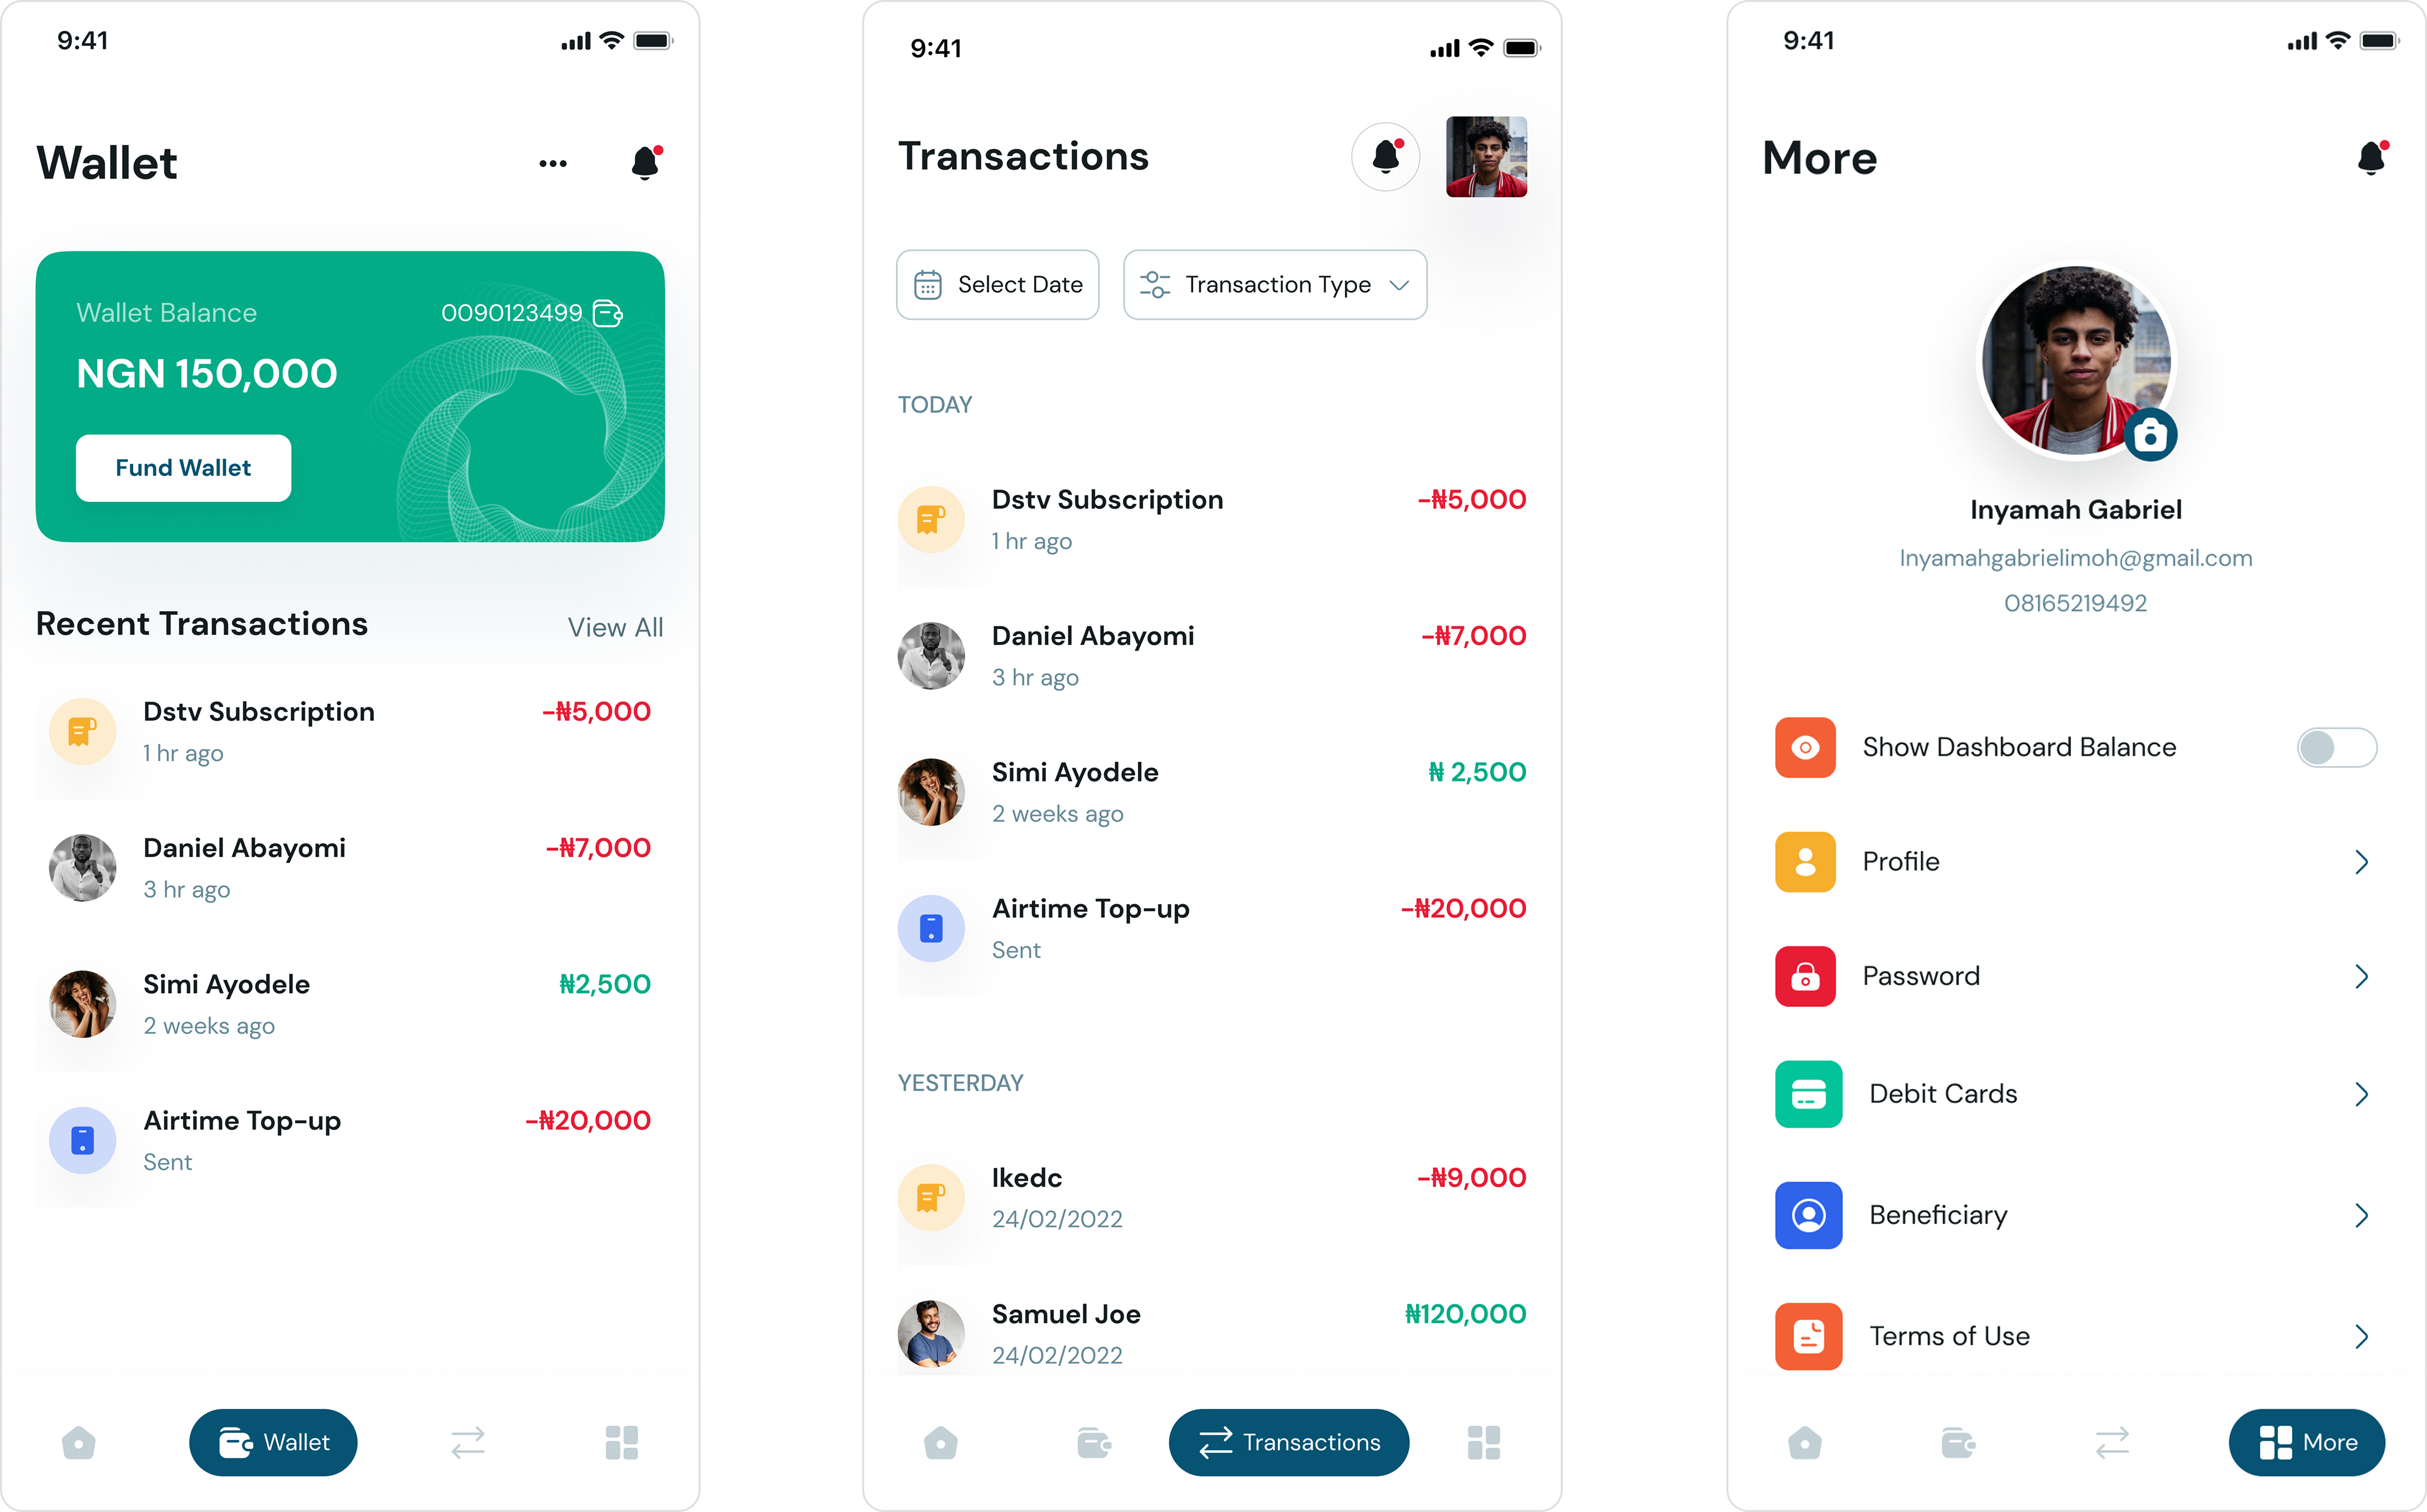 9:41
Wallet
Wallet Balance
0090123499
NGN 150,000
Fund Wallet
Recent Transactions
View All
Dstv Subscription
-₦5,000
1 hr ago
Daniel Abayomi
-₦7,000
3 hr ago
Simi Ayodele
₦2,500
2 weeks ago
Airtime Top-up
-₦20,000
Sent
Wallet
9:41
Transactions
Select Date
Transaction Type
TODAY
Dstv Subscription
-₦5,000
1 hr ago
Daniel Abayomi
-₦7,000
3 hr ago
Simi Ayodele
₦ 2,500
2 weeks ago
Airtime Top-up
-₦20,000
Sent
YESTERDAY
Ikedc
-₦9,000
24/02/2022
Samuel Joe
₦120,000
24/02/2022
Transactions
9:41
More
Inyamah Gabriel
Inyamahgabrielimoh@gmail.com
08165219492
Show Dashboard Balance
Profile
Password
Debit Cards
Beneficiary
Terms of Use
More